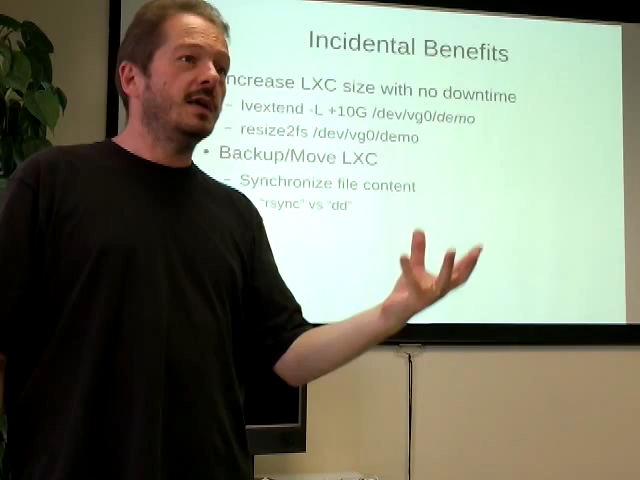 Incidental Benefits
ncrease LXC size with no downtime
– lvextend -L +10G /dev/vg0/demo
– resize2fs /dev/vg0/demo
• Backup/Move LXC
– Synchronize file content
"rsync" vs "dd"